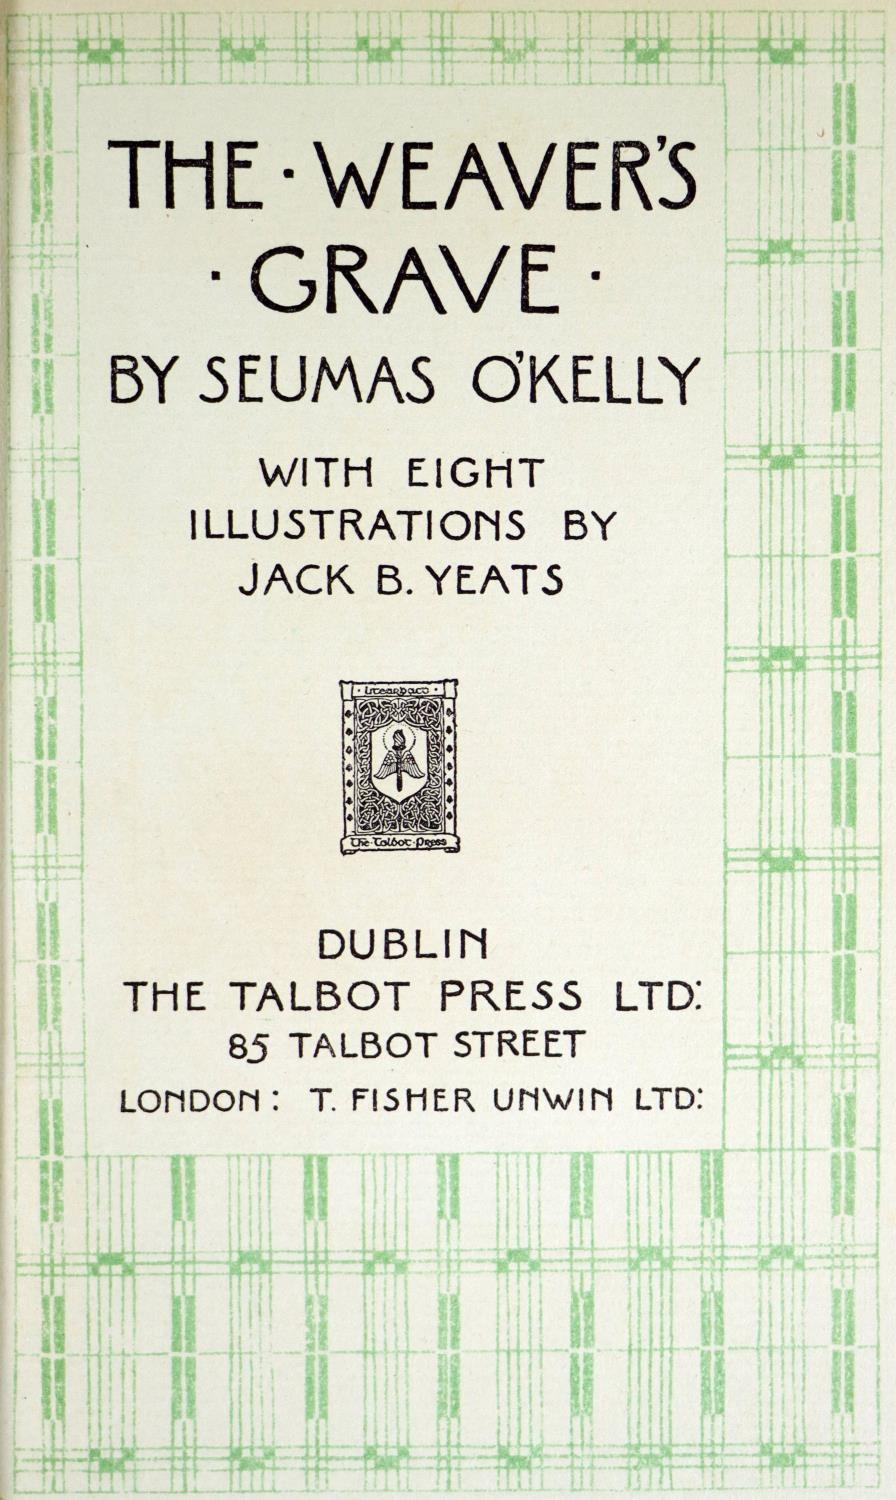 THE · WEAVER'S
· GRAVE ·
BY SEUMAS O'KELLY
WITH EIGHT
ILLUSTRATIONS BY
JACK B. YEATS
The Talbot Press
DUBLIN
THE TALBOT PRESS LTD:
85 TALBOT STREET
LONDON: T. FISHER UNWIN LTD: